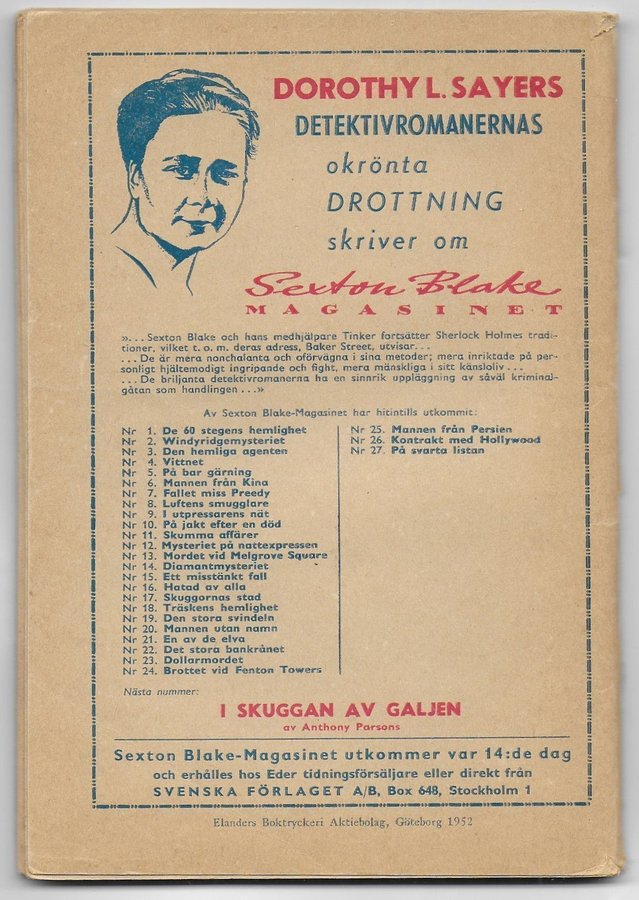 DOROTHY L. SAYERS
DETEKTIVROMANERNAS
okrönta
DROTTNING
skriver om
Sexton Blake
MAGASINET
»... Sexton Blake och hans medhjälpare Tinker fortsätter Sherlock Holmes tradi-
tioner, vilket t. o. m. deras adress, Baker Street, utvisar...
... De är mera nonchalanta och oförvägna i sina metoder; mera inriktade på per-
sonligt hjältemodigt ingripande och fight, mera mänskliga i sitt känsloliv...
... De briljanta detektivromanerna ha en sinnrik uppläggning av såväl kriminal-
gåtan som handlingen...»
Av Sexton Blake-Magasinet har hitintills utkommit:
Nr 1. De 60 stegens hemlighet
Nr 2. Windyridgemysteriet
Nr 3. Den hemliga agenten
Nr 4. Vittnet
Nr 5. På bar gärning
Nr 6. Mannen från Kina
Nr 7. Fallet miss Preedy
Nr 8. Luftens smugglare
Nr 9. I utpressarens nät
Nr 10. På jakt efter en död
Nr 11. Skumma affärer
Nr 12. Mysteriet på nattexpressen
Nr 13. Mordet vid Melgrove Square
Nr 14. Diamantmysteriet
Nr 15. Ett misstänkt fall
Nr 16. Hatad av alla
Nr 17. Skuggornas stad
Nr 18. Träskens hemlighet
Nr 19. Den stora svindeln
Nr 20. Mannen utan namn
Nr 21. En av de elva
Nr 22. Det stora bankrånet
Nr 23. Dollarmordet
Nr 24. Brottet vid Fenton Towers
Nr 25. Mannen från Persien
Nr 26. Kontrakt med Hollywood
Nr 27. På svarta listan
Nästa nummer:
I SKUGGAN AV GALJEN
av Anthony Parsons
Sexton Blake-Magasinet utkommer var 14:de dag
och erhålles hos Eder tidningsförsäljare eller direkt från
SVENSKA FÖRLAGET A/B, Box 648, Stockholm 1
Elanders Boktryckeri Aktiebolag, Göteborg 1952